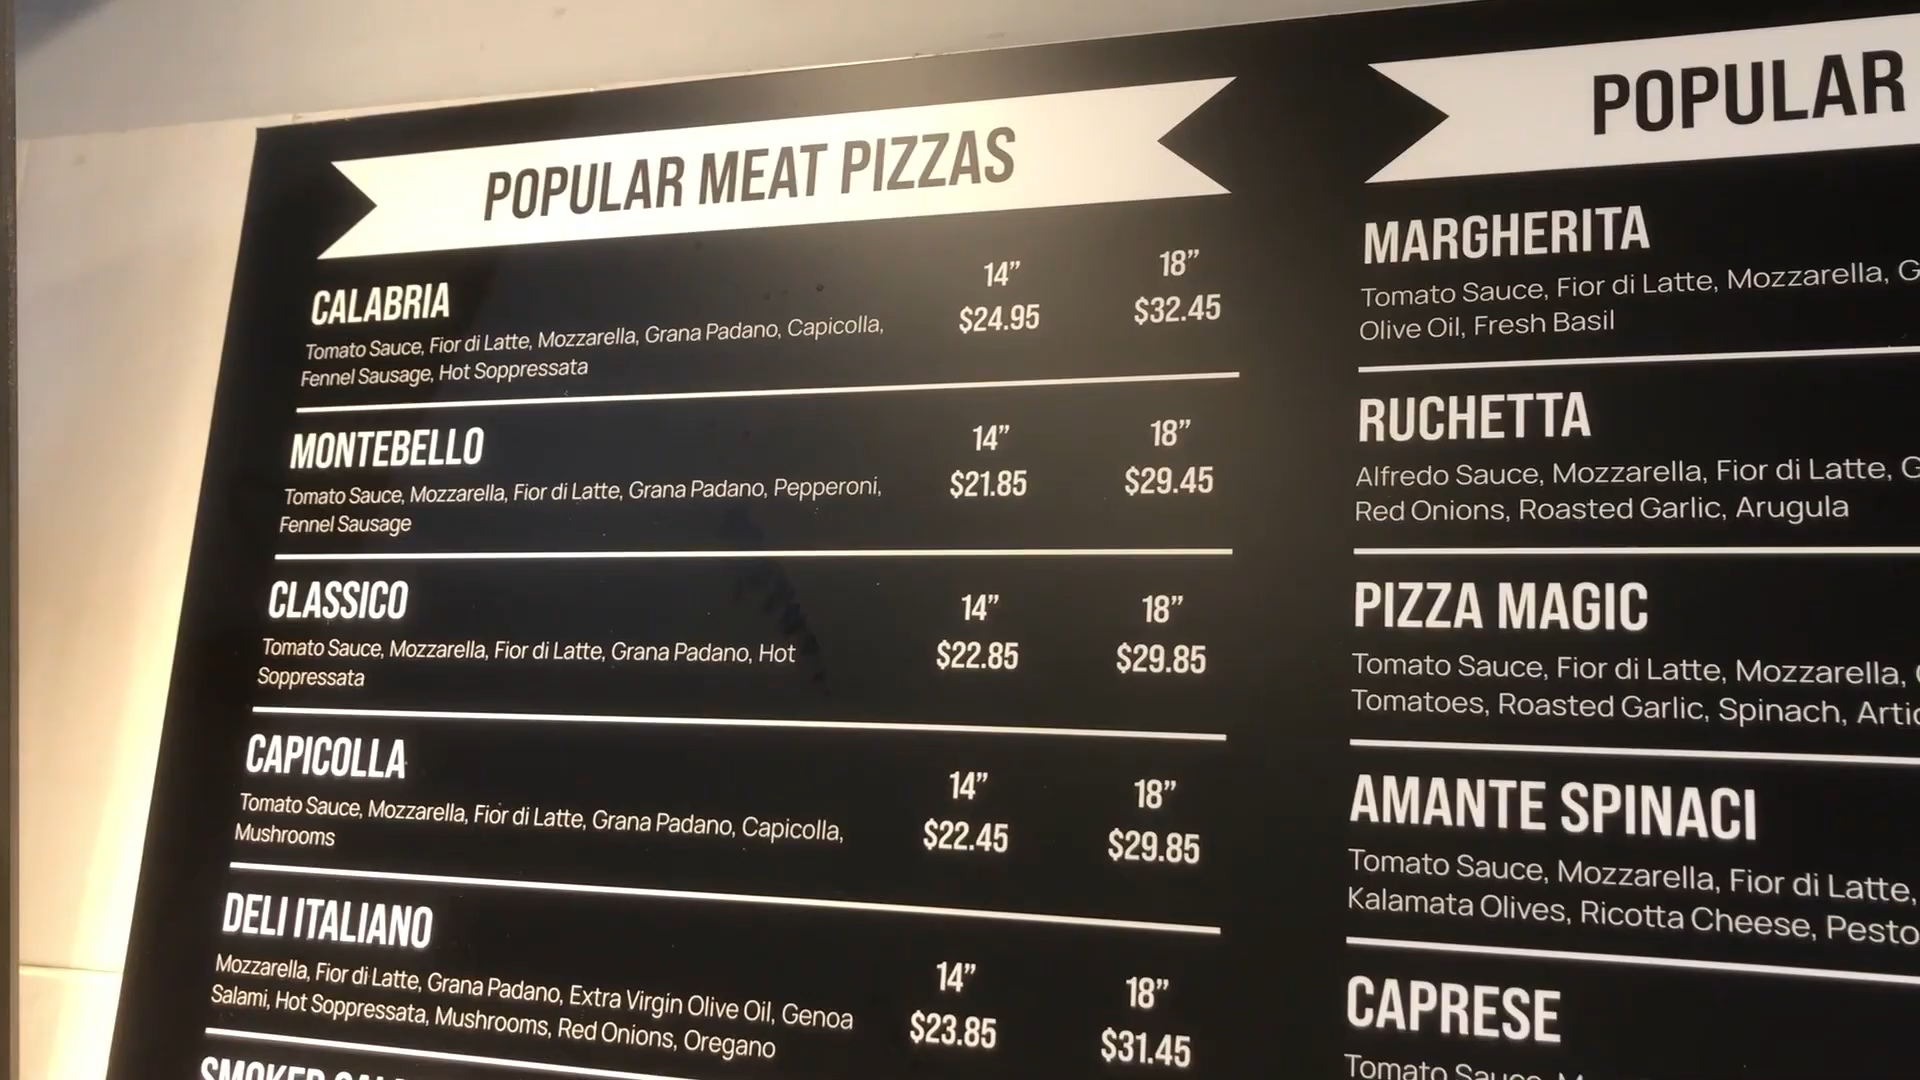 POPULAR MEAT PIZZAS
CALABRIA
14” 18”
$24.95 $32.45
Tomato Sauce, Fior di Latte, Mozzarella, Grana Padano, Capicolla,
Fennel Sausage, Hot Soppressata
MONTEBELLO
14” 18”
$21.85 $29.45
Tomato Sauce, Mozzarella, Fior di Latte, Grana Padano, Pepperoni,
Fennel Sausage
CLASSICO
14” 18”
$22.85 $29.85
Tomato Sauce, Mozzarella, Fior di Latte, Grana Padano, Hot
Soppressata
CAPICOLLA
14” 18”
$22.45 $29.85
Tomato Sauce, Mozzarella, Fior di Latte, Grana Padano, Capicolla,
Mushrooms
DELI ITALIANO
14” 18”
$23.85 $31.45
Mozzarella, Fior di Latte, Grana Padano, Extra Virgin Olive Oil, Genoa
Salami, Hot Soppressata, Mushrooms, Red Onions, Oregano
POPULAR
MARGHERITA
Tomato Sauce, Fior di Latte, Mozzarella,
Olive Oil, Fresh Basil
RUCHETTA
Alfredo Sauce, Mozzarella, Fior di Latte,
Red Onions, Roasted Garlic, Arugula
PIZZA MAGIC
Tomato Sauce, Fior di Latte, Mozzarella,
Tomatoes, Roasted Garlic, Spinach,
AMANTE SPINACI
Tomato Sauce, Mozzarella, Fior di Latte,
Kalamata Olives, Ricotta Cheese, Pesto
CAPRESE
Tomato